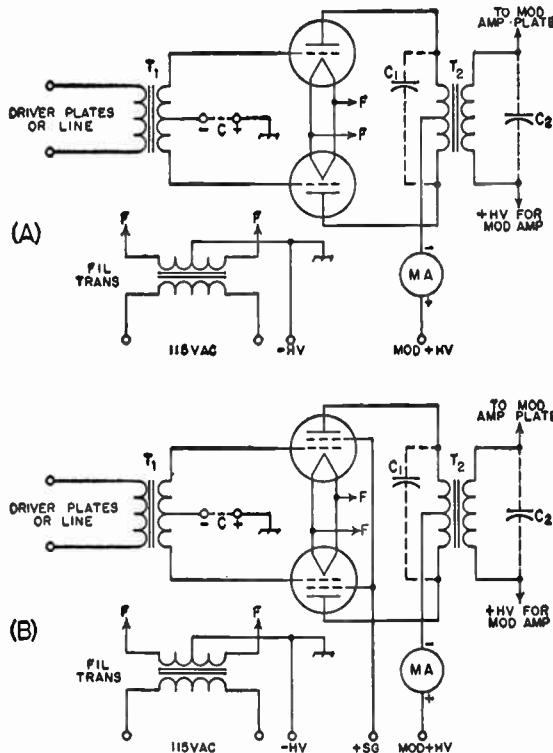 TO MOD
AMP PLATE
T1
C1
T2
F
DRIVER PLATES
OR LINE
- C +
F
C2
F
F
+HV FOR
MOD AMP
(A)
-
FIL
TRANS
MA
+
115VAC
-HV
MOD+HV
TO MOD
AMP PLATE
T1
C1
T2
F
DRIVER PLATES
OR LINE
- C +
F
C2
F
F
+HV FOR
MOD AMP
(B)
-
FIL
TRANS
MA
+
115VAC
-HV
+SG
MOD+HV